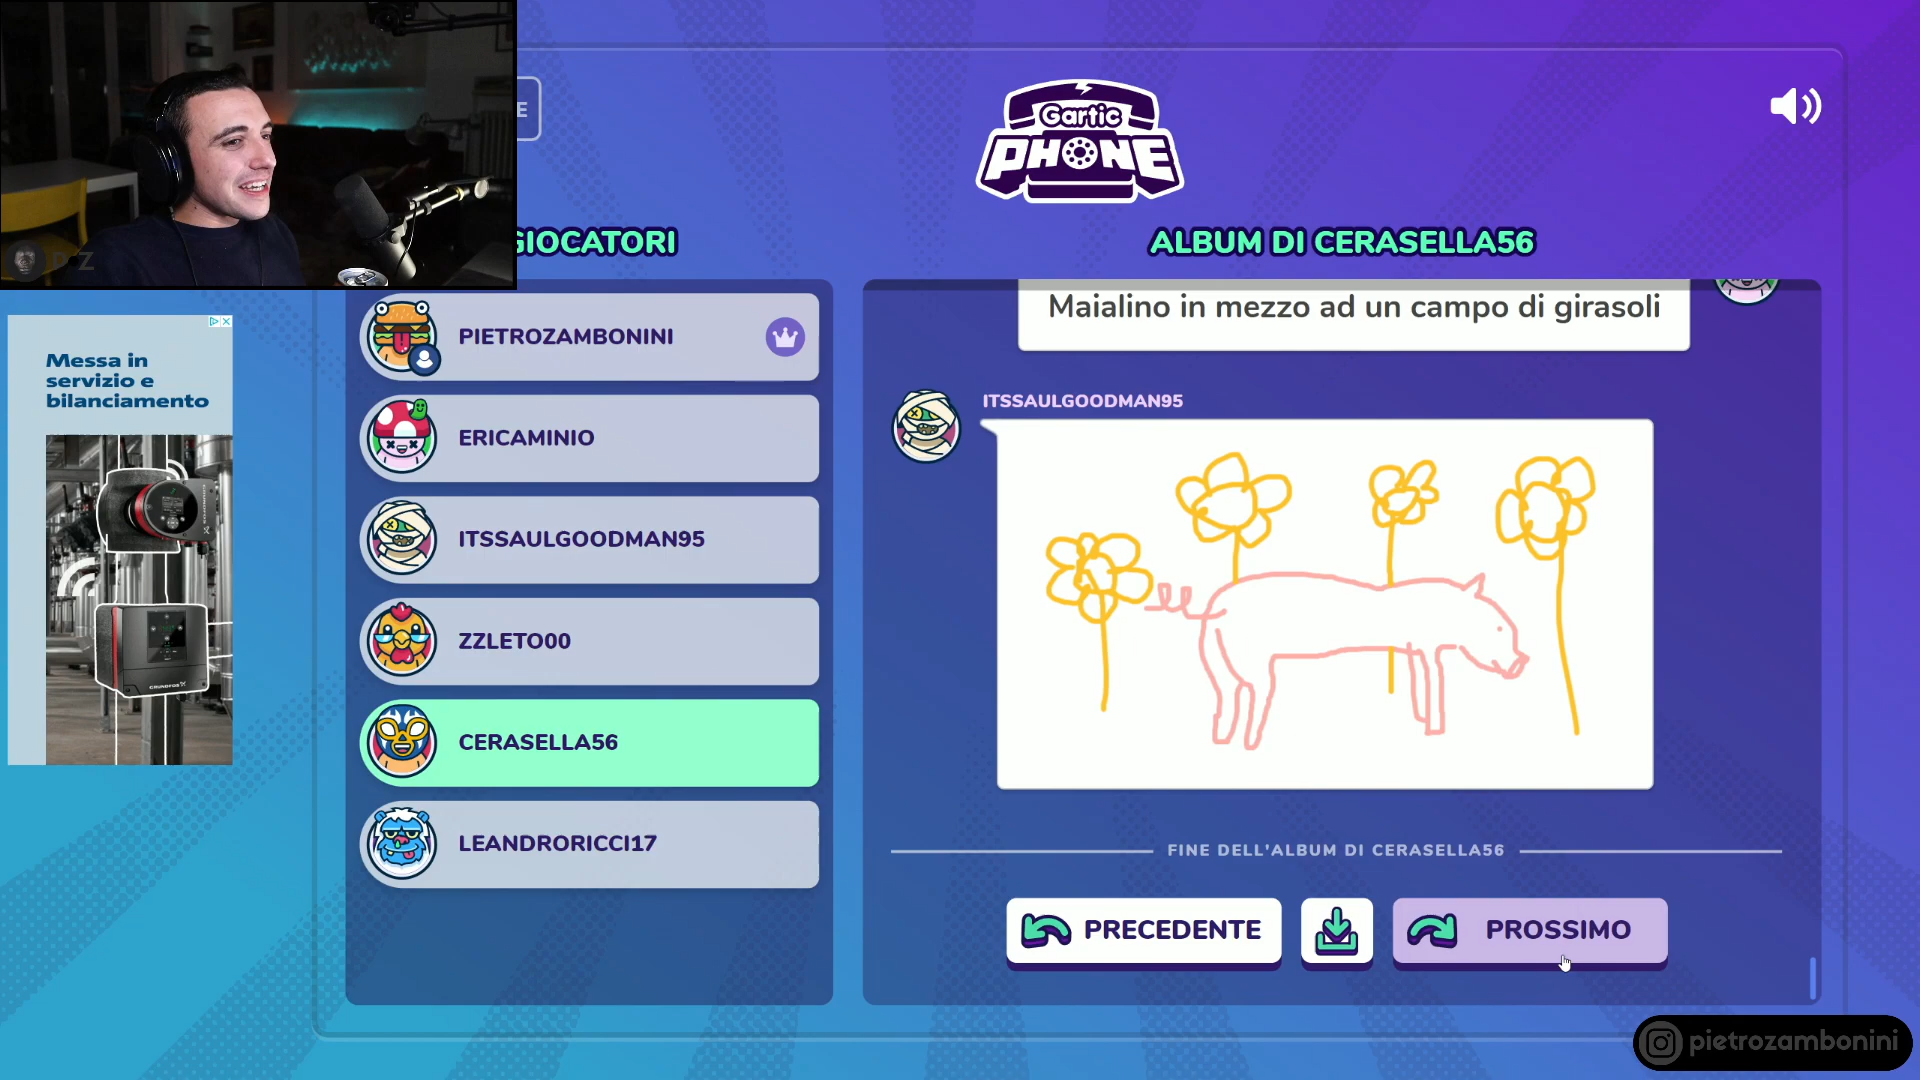 E
Gartic
PHONE
GIOCATORI
ALBUM DI CERASELLA56
Messa in
servizio e
bilanciamento
GRUNDFOS
PIETROZAMBONINI
ERICAMINIO
ITSSAULGOODMAN95
ZZLETO00
CERASELLA56
LEANDRORICCI17
Maialino in mezzo ad un campo di girasoli
ITSSAULGOODMAN95
FINE DELL'ALBUM DI CERASELLA56
PRECEDENTE
PROSSIMO
pietrozambonini